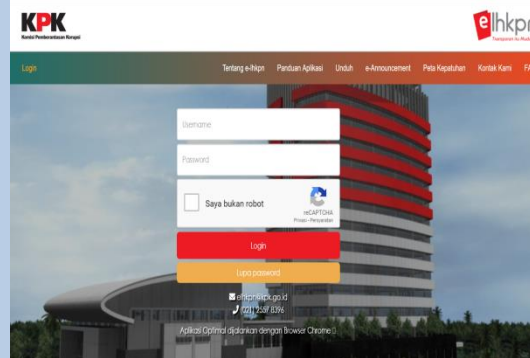 KPK
Komisi Pemberantasan Korupsi
elhkpn
Login
Tentang e-lhkpn
Panduan Aplikasi
Unduh
e-Announcement
Peta Kepatuhan
Kontak Kami
FA
Username
Password
Saya bukan robot
reCAPTCHA
Privasi - Persyaratan
Login
Lupa password
elhkpn@kpk.go.id
(021) 2557 8396
Aplikasi Optimal dijalankan dengan Browser Chrome